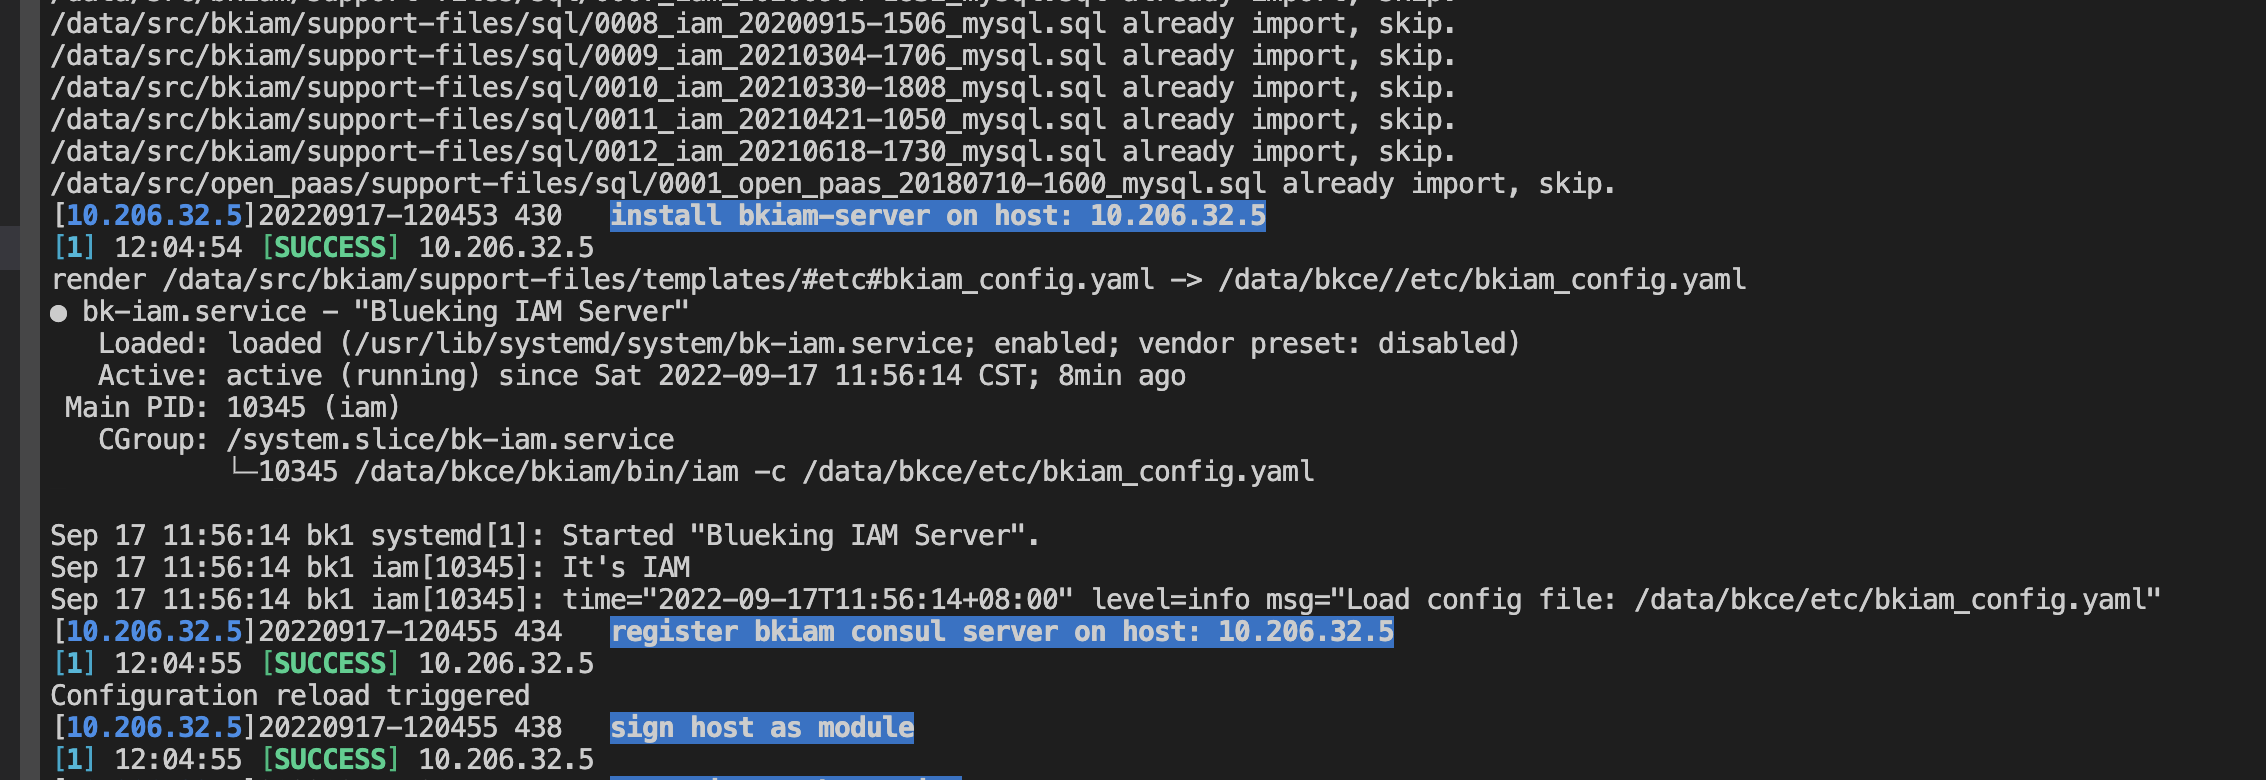 /data/src/bkiam/support-files/sql/0008_iam_20200915-1506_mysql.sql already import, skip.
/data/src/bkiam/support-files/sql/0009_iam_20210304-1706_mysql.sql already import, skip.
/data/src/bkiam/support-files/sql/0010_iam_20210330-1808_mysql.sql already import, skip.
/data/src/bkiam/support-files/sql/0011_iam_20210421-1050_mysql.sql already import, skip.
/data/src/bkiam/support-files/sql/0012_iam_20210618-1730_mysql.sql already import, skip.
/data/src/open_paas/support-files/sql/0001_open_paas_20180710-1600_mysql.sql already import, skip.
[10.206.32.5]20220917-120453 430   install bkiam-server on host: 10.206.32.5
[1] 12:04:54 [SUCCESS] 10.206.32.5
render /data/src/bkiam/support-files/templates/#etc#bkiam_config.yaml -> /data/bkce//etc/bkiam_config.yaml
● bk-iam.service - "Blueking IAM Server"
   Loaded: loaded (/usr/lib/systemd/system/bk-iam.service; enabled; vendor preset: disabled)
   Active: active (running) since Sat 2022-09-17 11:56:14 CST; 8min ago
 Main PID: 10345 (iam)
   CGroup: /system.slice/bk-iam.service
           └─10345 /data/bkce/bkiam/bin/iam -c /data/bkce/etc/bkiam_config.yaml
Sep 17 11:56:14 bk1 systemd[1]: Started "Blueking IAM Server".
Sep 17 11:56:14 bk1 iam[10345]: It's IAM
Sep 17 11:56:14 bk1 iam[10345]: time="2022-09-17T11:56:14+08:00" level=info msg="Load config file: /data/bkce/etc/bkiam_config.yaml"
[10.206.32.5]20220917-120455 434   register bkiam consul server on host: 10.206.32.5
[1] 12:04:55 [SUCCESS] 10.206.32.5
Configuration reload triggered
[10.206.32.5]20220917-120455 438   sign host as module
[1] 12:04:55 [SUCCESS] 10.206.32.5